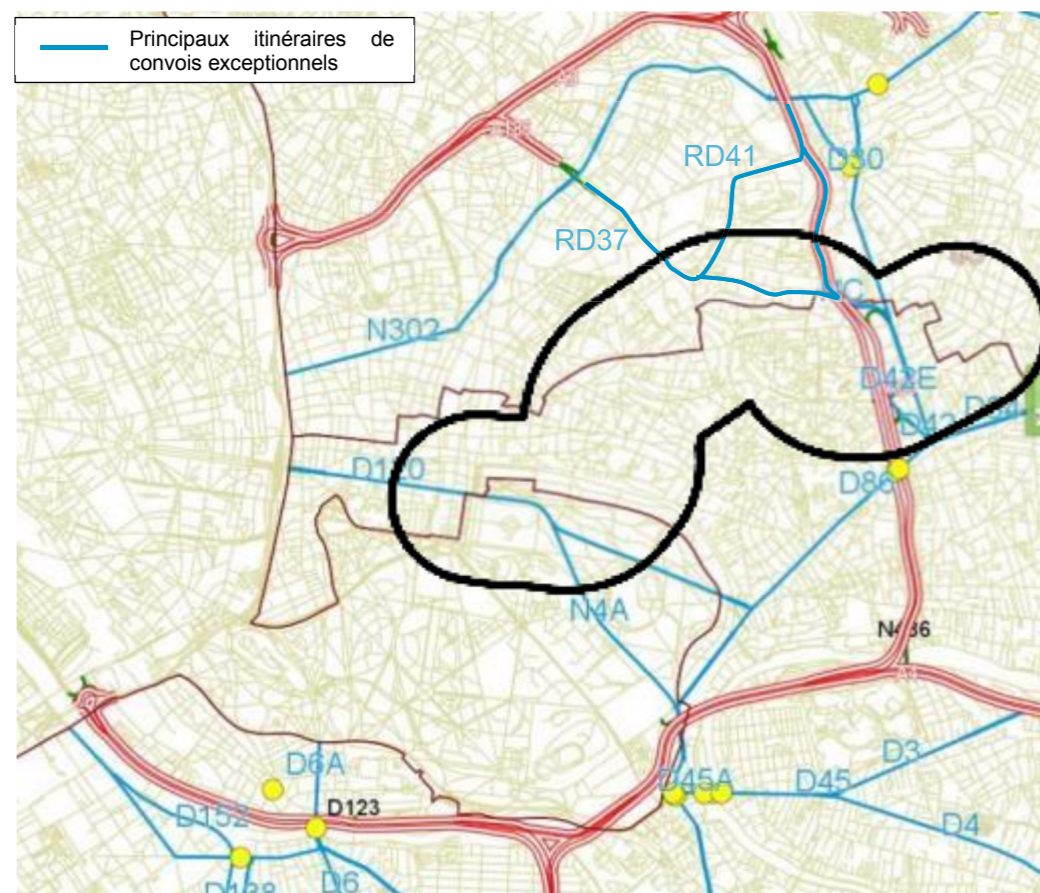 Principaux itinéraires de
convois exceptionnels
RD41
D30
RD37
N302
D42E
D120
D86
N4A
N486
D6A
D123
D152
D45A
D45
D3
D4
D6